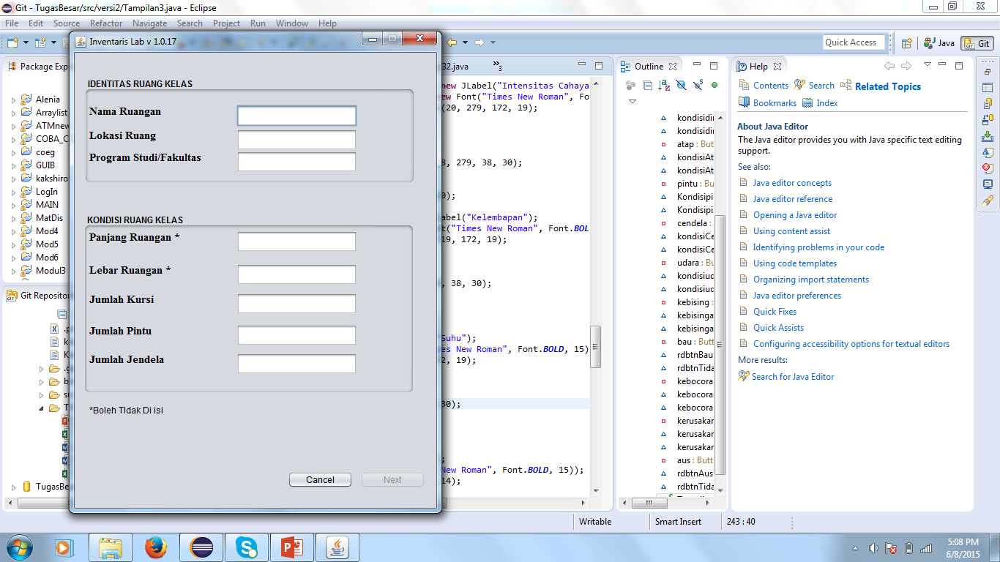 Git - TugasBesar/src/versi2/Tampilan3.java - Eclipse
File Edit Source Refactor Navigate Search Project Run Window Help
Quick Access
Java
Git
Package Exp
Alenia
Arraylist
ATMnew
COBA_C
coeg
GUIB
kakshiro
LogIn
MAIN
MatDis
Mod4
Mod5
Mod6
Modul3
Git Reposito
TugasBe
Inventaris Lab v 1.0.17
IDENTITAS RUANG KELAS
Nama Ruangan
Lokasi Ruang
Program Studi/Fakultas
KONDISI RUANG KELAS
Panjang Ruangan *
Lebar Ruangan *
Jumlah Kursi
Jumlah Pintu
Jumlah Jendela
*Boleh TIdak Di isi
Cancel
Next
32.java
3
new JLabel("Intensitas Cahaya
new Font("Times New Roman", Fo
(20, 279, 172, 19);
8, 279, 38, 30);
0);
abel("Kelembapan");
t("Times New Roman", Font.BOL
19, 172, 19);
, 38, 30);
Suhu");
es New Roman", Font.BOLD, 15)
2, 19);
30);
;
New Roman", Font.BOLD, 15));
14);
Outline
kondisidin
kondisidin
atap : Butt
kondisiAt
kondisiAt
pintu : Bu
Kondisipi
Kondisipi
cendela :
kondisiCe
kondisiCe
udara : Bu
kondisiud
kondisiud
kebising :
kebisinga
kebisinga
bau : Butt
rdbtnBau
rdbtnTida
kebocora
kebocora
kebocora
kerusakan
kerusakan
kerusakan
aus : Butt
rdbtnAus
rdbtnTida
Help
Contents
Search
Related Topics
Bookmarks
Index
About Java Editor
The Java editor provides you with Java specific text editing
support.
See also:
Java editor concepts
Java editor reference
Opening a Java editor
Using content assist
Identifying problems in your code
Using code templates
Organizing import statements
Java editor preferences
Quick Fixes
Quick Assists
Configuring accessibility options for textual editors
More results:
Search for Java Editor
Writable
Smart Insert
243 : 40
5:08 PM
6/8/2015